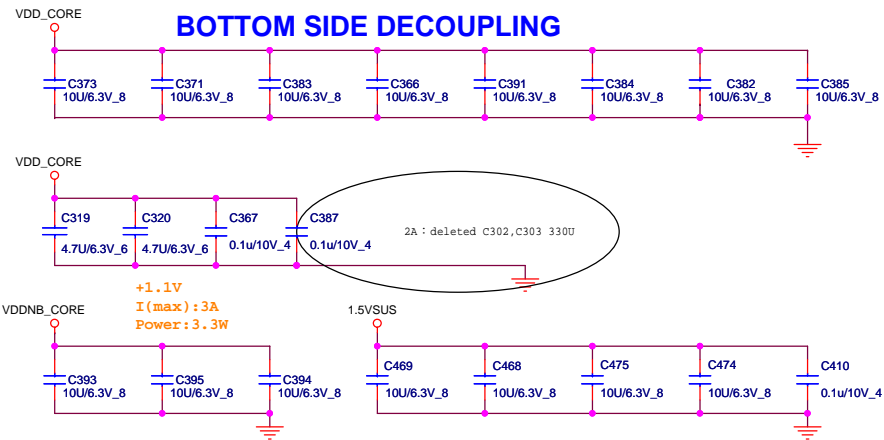 VDD_CORE
BOTTOM SIDE DECOUPLING
C373
10U/6.3V_8
C371
10U/6.3V_8
C383
10U/6.3V_8
C366
10U/6.3V_8
C391
10U/6.3V_8
C384
10U/6.3V_8
C382
10U/6.3V_8
C385
10U/6.3V_8
VDD_CORE
C319
4.7U/6.3V_6
C320
4.7U/6.3V_6
C367
0.1u/10V_4
C387
0.1u/10V_4
2A：deleted C302,C303 330U
+1.1V
I(max):3A
Power:3.3W
VDDNB_CORE
C393
10U/6.3V_8
C395
10U/6.3V_8
C394
10U/6.3V_8
1.5VSUS
C469
10U/6.3V_8
C468
10U/6.3V_8
C475
10U/6.3V_8
C474
10U/6.3V_8
C410
0.1u/10V_4